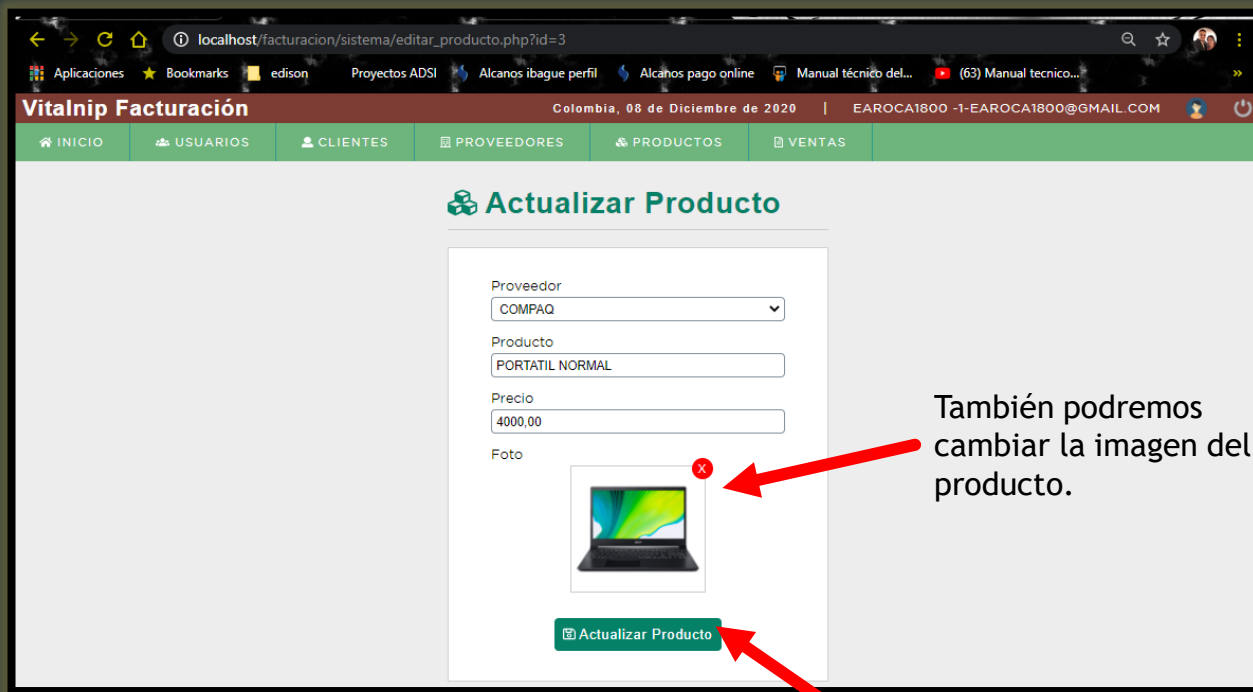 localhost/facturacion/sistema/editar_producto.php?id=3
Aplicaciones Bookmarks edison Proyectos ADSI Alcanos ibague perfil Alcanos pago online Manual técnico del... (63) Manual tecnico... »
Vitalnip Facturación Colombia, 08 de Diciembre de 2020 | EAROCA1800 -1-EAROCA1800@GMAIL.COM
INICIO USUARIOS CLIENTES PROVEEDORES PRODUCTOS VENTAS
Actualizar Producto
Proveedor
COMPAQ
Producto
PORTATIL NORMAL
Precio
4000,00
Foto
X
También podremos
cambiar la imagen del
producto.
Actualizar Producto